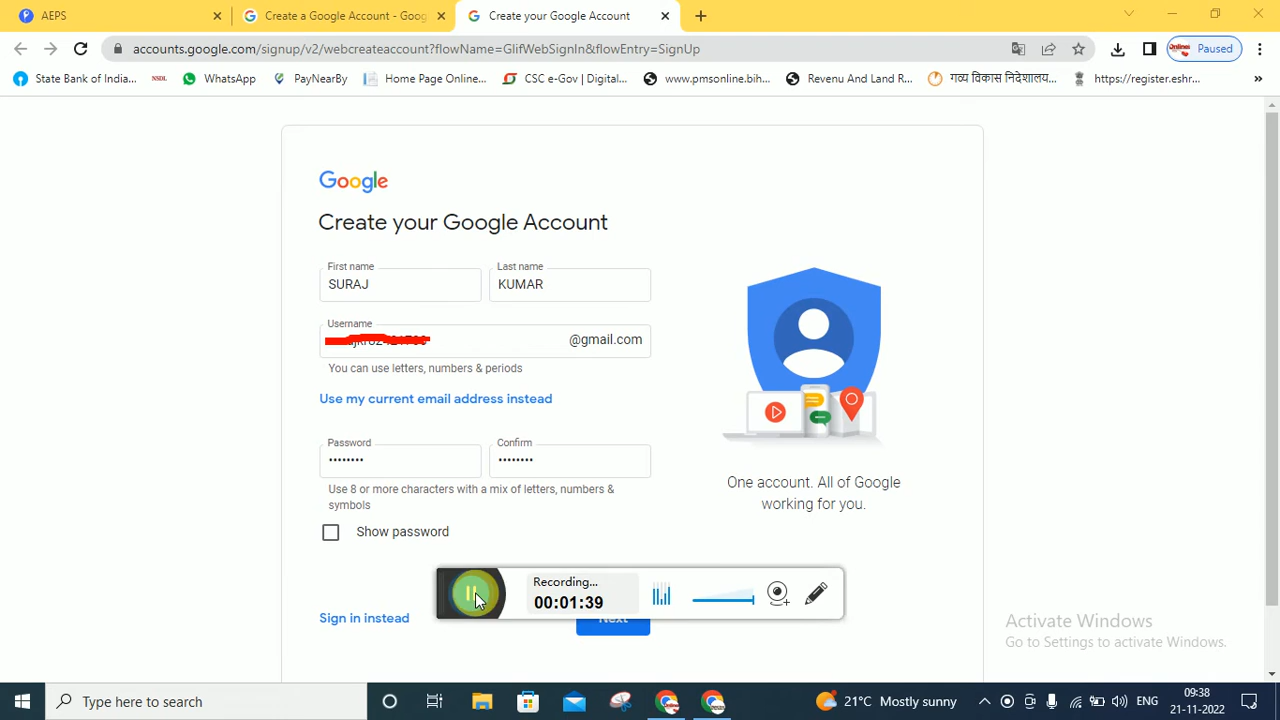 AEPS
Create a Google Account - Goog
Create your Google Account
accounts.google.com/signup/v2/webcreateaccount?flowName=GlifWebSignIn&flowEntry=SignUp
Paused
State Bank of India...
NSDL
WhatsApp
PayNearBy
Home Page Online...
CSC e-Gov | Digital...
www.pmsonline.bih...
Revenu And Land R...
गव्य विकास निदेशालय...
https://register.eshr...
»
Google
Create your Google Account
First name
Last name
SURAJ
KUMAR
Username
@gmail.com
You can use letters, numbers & periods
Use my current email address instead
Password
Confirm
••••••••
••••••••
Use 8 or more characters with a mix of letters, numbers &
symbols
Show password
One account. All of Google
working for you.
Recording...
00:01:39
Sign in instead
Next
Activate Windows
Go to Settings to activate Windows.
Type here to search
21°C Mostly sunny
ENG
09:38
21-11-2022